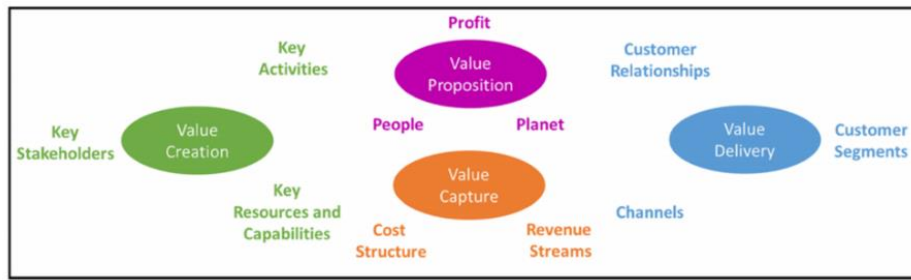 Profit
Key
Activities
Value
Proposition
Customer
Relationships
People
Planet
Key
Stakeholders
Value
Creation
Value
Delivery
Customer
Segments
Value
Capture
Key
Resources and
Capabilities
Cost
Structure
Revenue
Streams
Channels